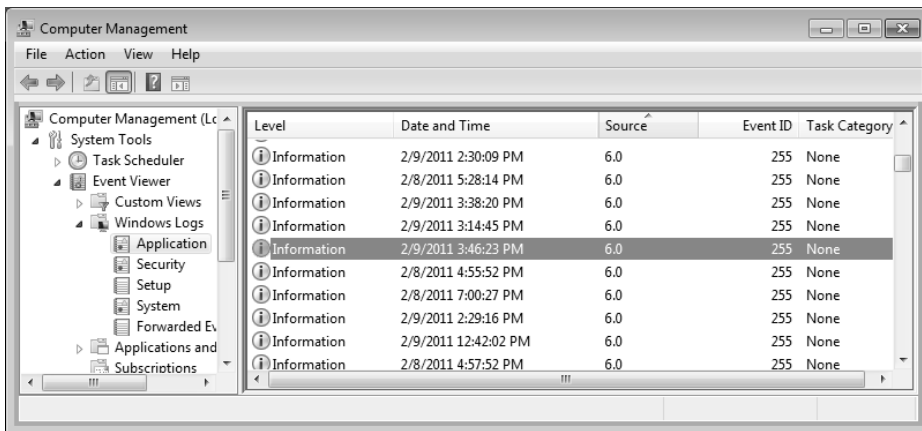 Computer Management
File Action View Help
Computer Management (Lc
System Tools
Task Scheduler
Event Viewer
Custom Views
Windows Logs
Application
Security
Setup
System
Forwarded Ev
Applications and
Subscriptions
Level Date and Time Source Event ID Task Category
Information 2/9/2011 2:30:09 PM 6.0 255 None
Information 2/8/2011 5:28:14 PM 6.0 255 None
Information 2/9/2011 3:38:20 PM 6.0 255 None
Information 2/9/2011 3:14:45 PM 6.0 255 None
Information 2/9/2011 3:46:23 PM 6.0 255 None
Information 2/8/2011 4:55:52 PM 6.0 255 None
Information 2/8/2011 7:00:27 PM 6.0 255 None
Information 2/9/2011 2:29:16 PM 6.0 255 None
Information 2/9/2011 12:42:02 PM 6.0 255 None
Information 2/8/2011 4:57:52 PM 6.0 255 None